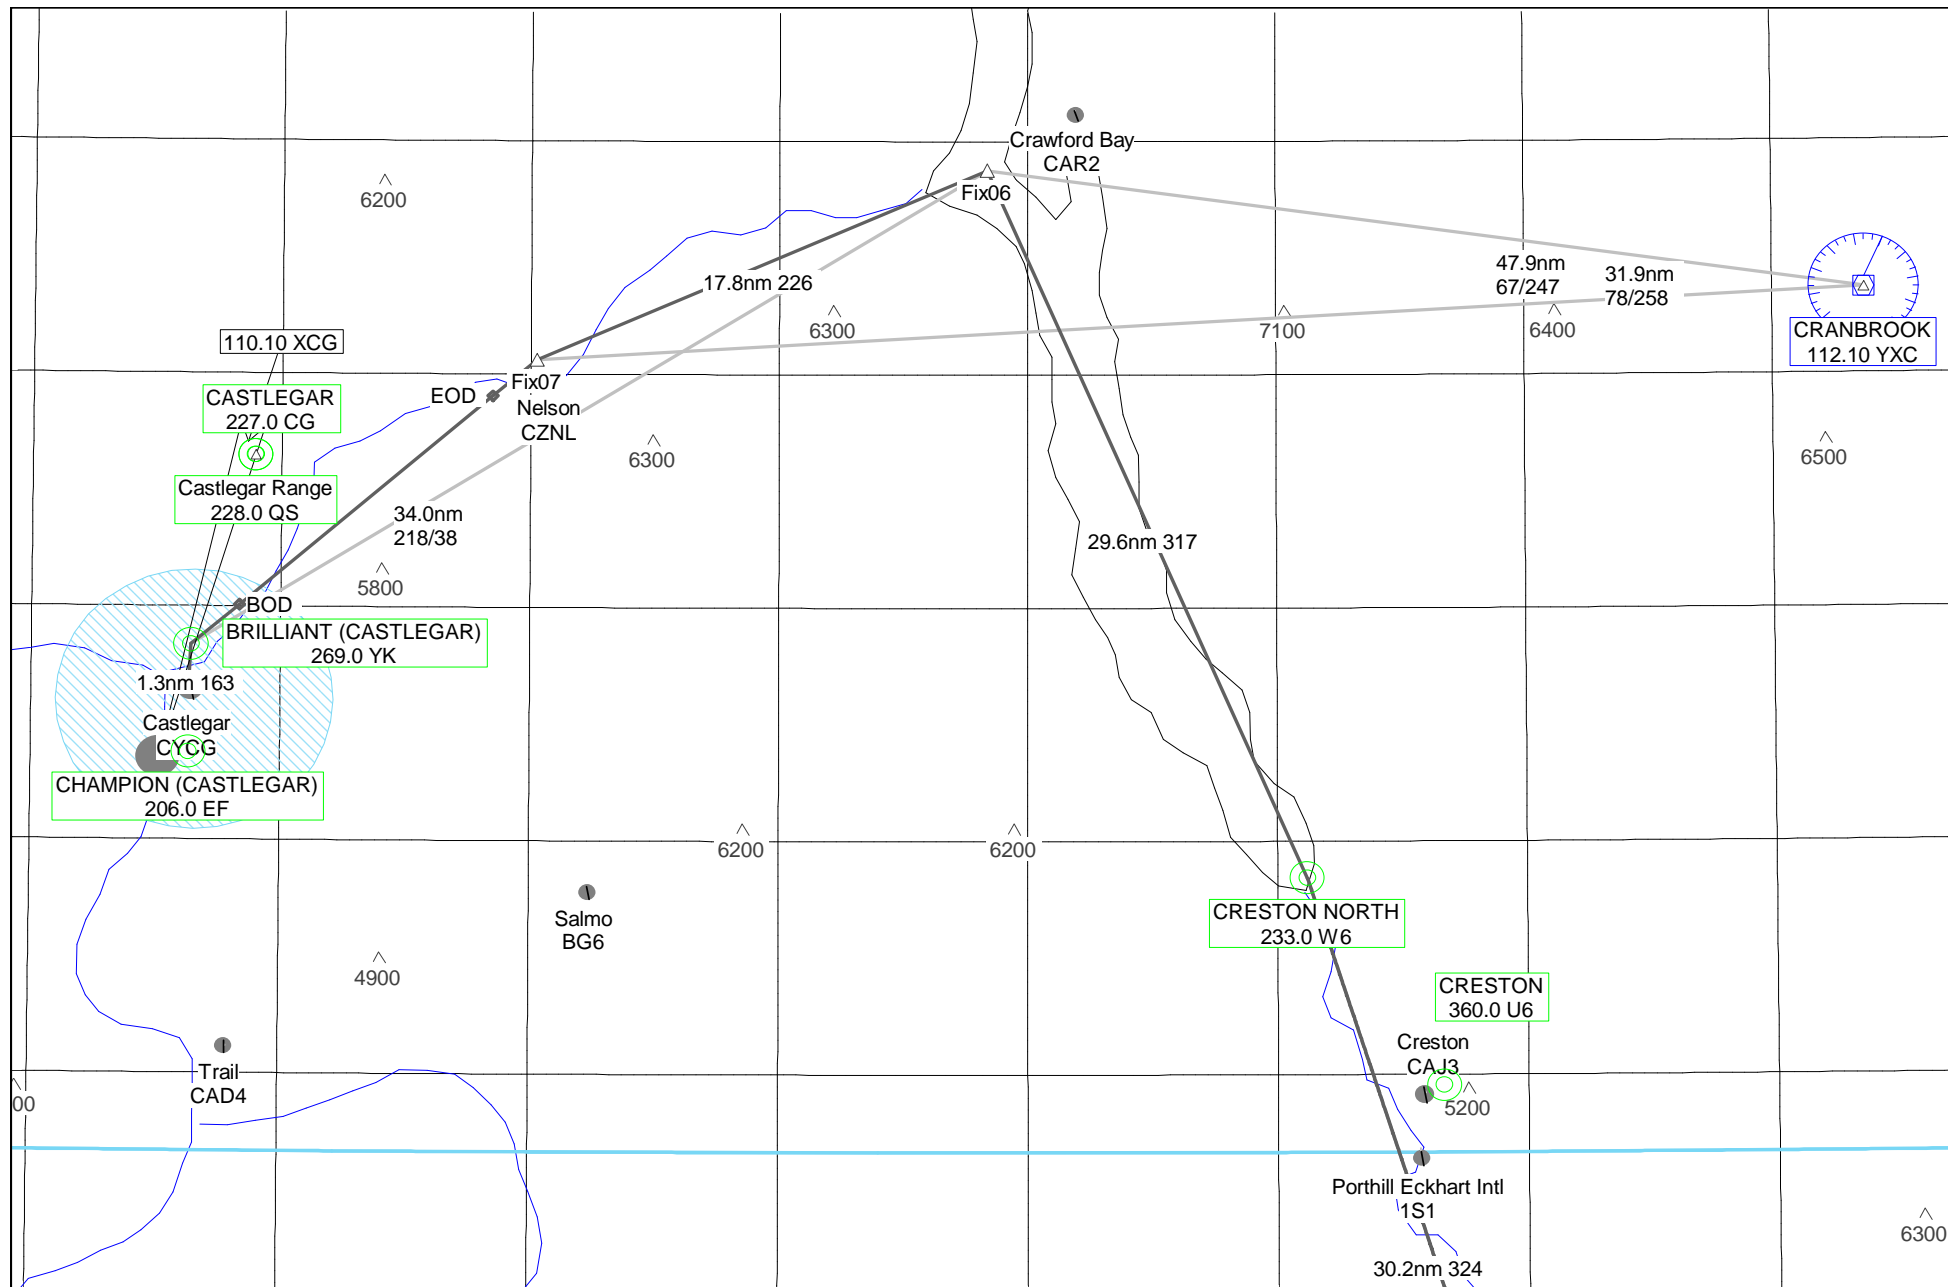 Crawford Bay
CAR2
6200
Fix06
47.9nm
67/247
31.9nm
78/258
17.8nm 226
6300
7100
6400
CRANBROOK
112.10 YXC
110.10 XCG
Fix07
EOD
CASTLEGAR
227.0 CG
Nelson
CZNL
6300
6500
Castlegar Range
228.0 QS
34.0nm
218/38
29.6nm 317
5800
BOD
BRILLIANT (CASTLEGAR)
269.0 YK
1.3nm 163
Castlegar
CYCG
CHAMPION (CASTLEGAR)
206.0 EF
6200
6200
Salmo
BG6
CRESTON NORTH
233.0 W6
4900
CRESTON
360.0 U6
Creston
CAJ3
Trail
CAD4
00
5200
Porthill Eckhart Intl
1S1
6300
30.2nm 324